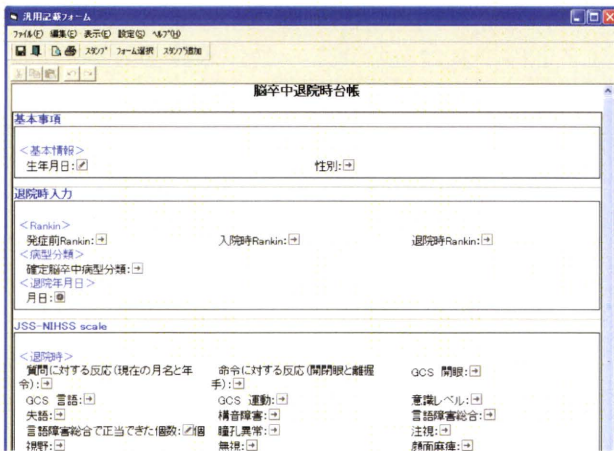 汎用記載フォーム
ファイル(F) 編集(E) 表示(E) 設定(S) ヘルプ(H)
スタンプ フォーム選択 スタンプ追加
脳卒中退院時台帳
基本事項
<基本情報>
生年月日: 性別:
退院時入力
<Rankin>
発症前Rankin: 入院時Rankin: 退院時Rankin:
<病型分類>
確定脳卒中病型分類:
<退院年月日>
月日:
JSS-NIHSS scale
<退院時>
質問に対する反応(現在の月名と年 命令に対する反応(開閉眼と離握 GCS 開眼:
令): 手):
GCS 言語: GCS 運動: 意識レベル:
失語: 構音障害: 言語障害総合:
言語障害総合で正当できた個数: 個 瞳孔異常: 注視:
視野: 無視: 顔面麻痺: